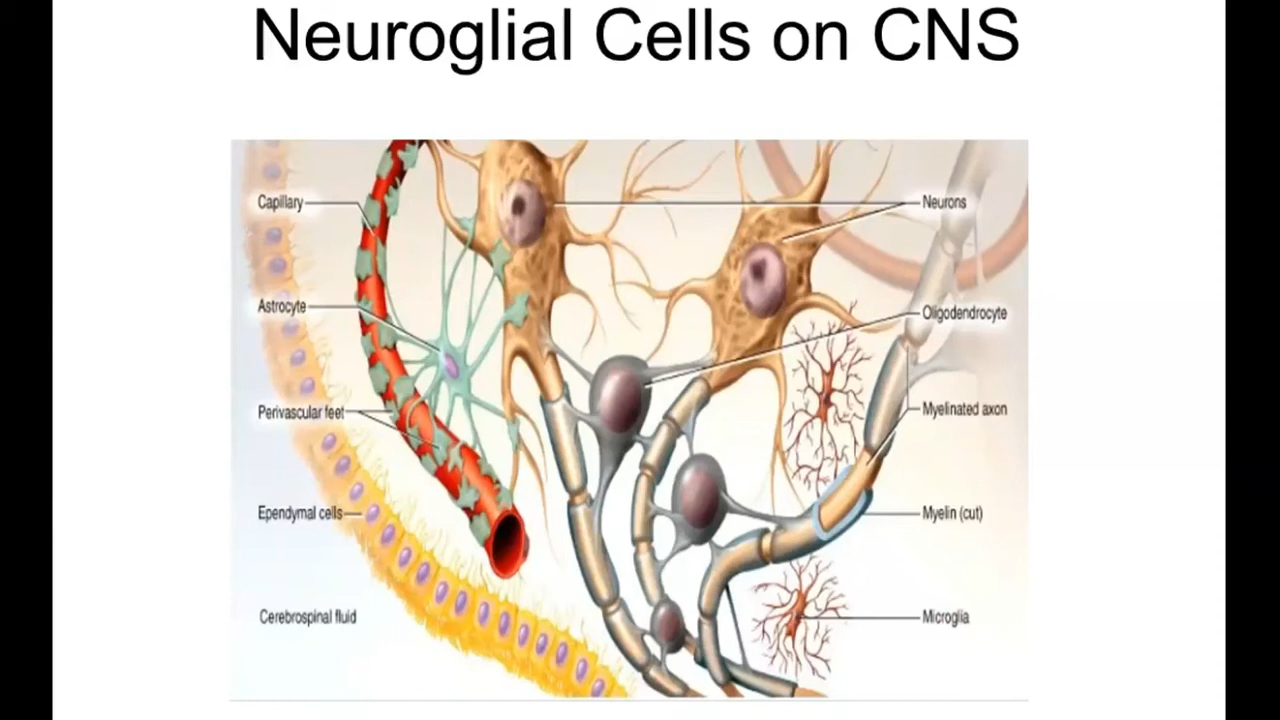 Neuroglial Cells on CNS
Capillary
Astrocyte
Perivascular feet
Ependymal cells
Cerebrospinal fluid
Neurons
Oligodendrocyte
Myelinated axon
Myelin (cut)
Microglia